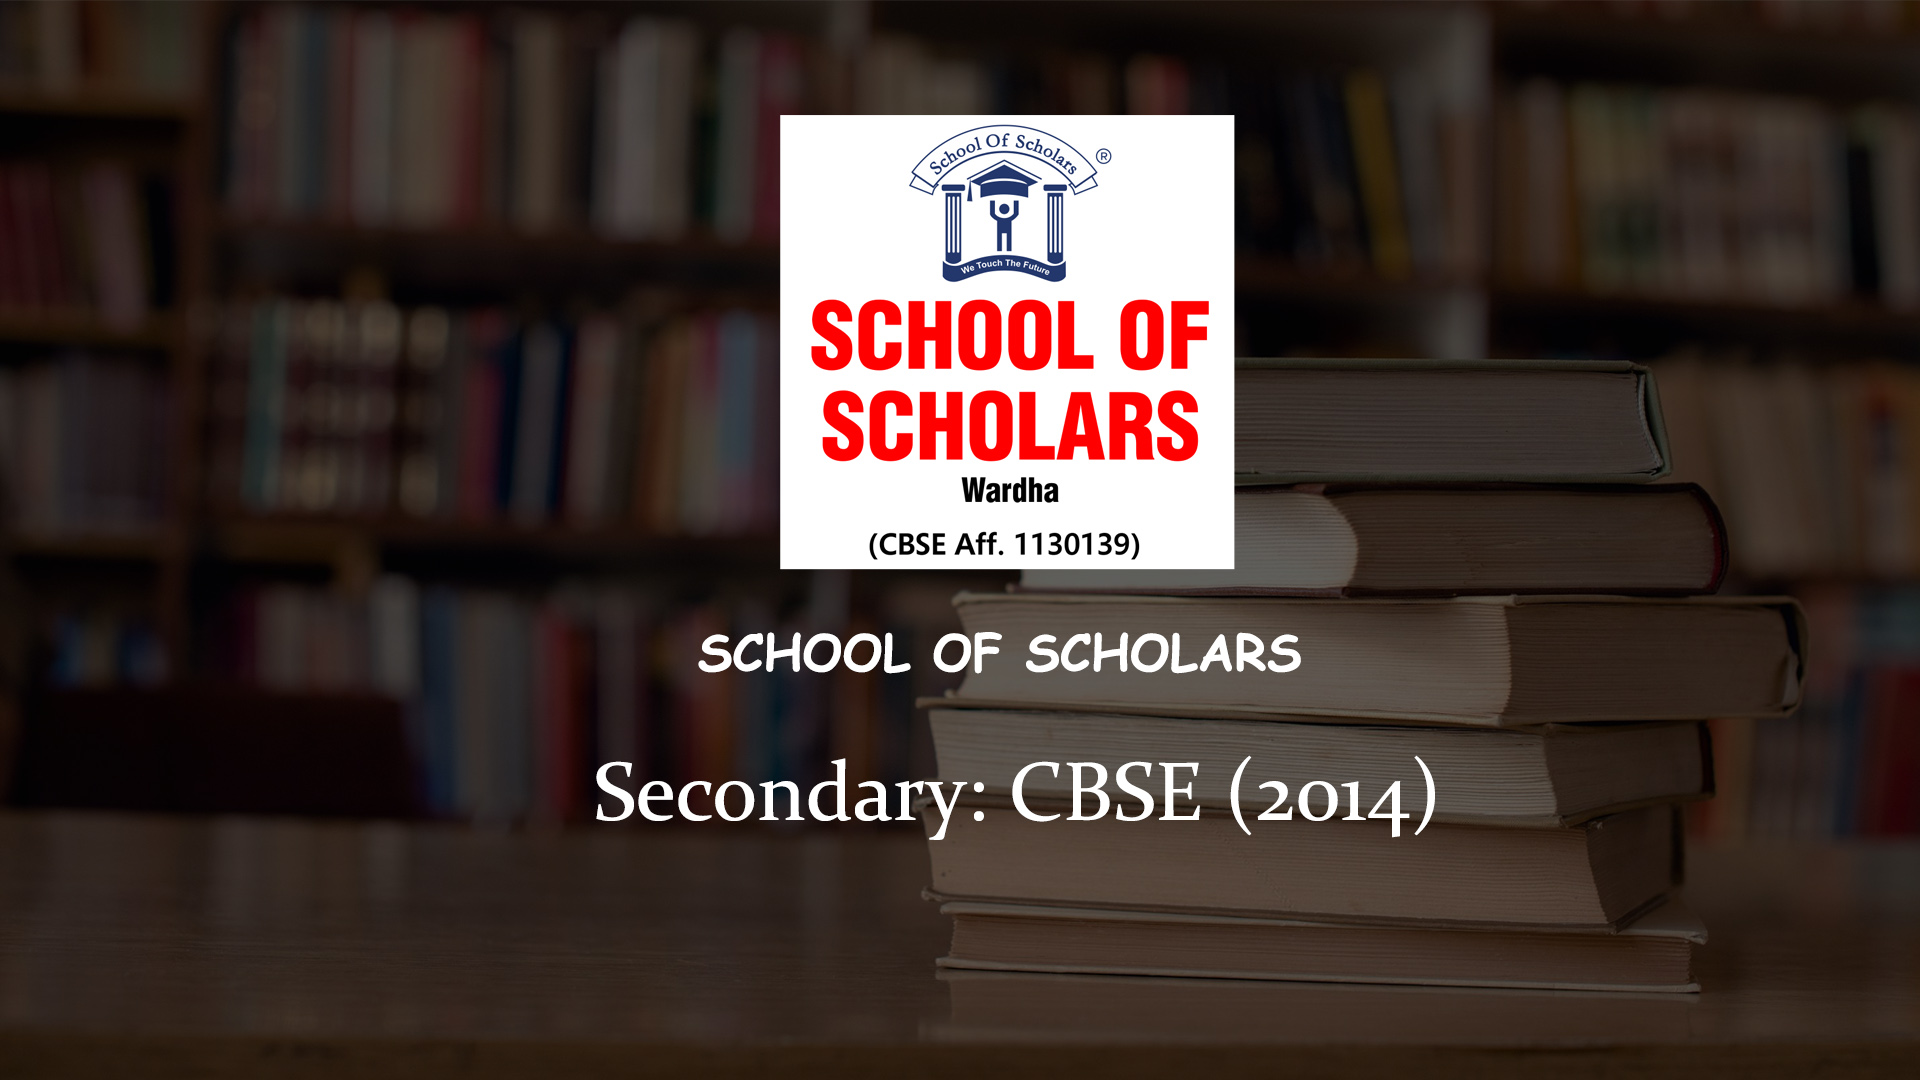 School Of Scholars ®
We Touch The Future
SCHOOL OF
SCHOLARS
Wardha
(CBSE Aff. 1130139)
SCHOOL OF SCHOLARS
Secondary: CBSE (2014)